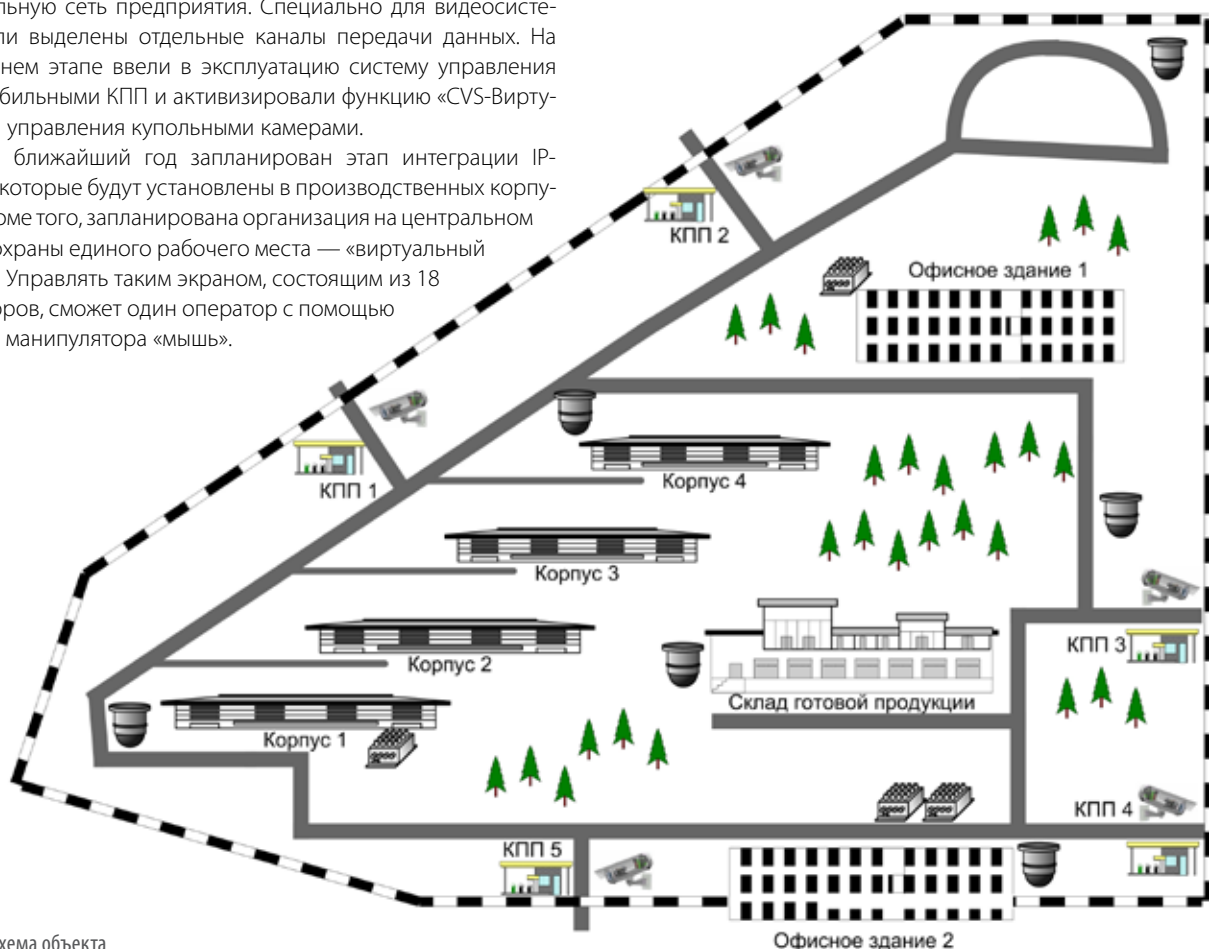 льную сеть предприятия. Специально для видеосисте-
ли выделены отдельные каналы передачи данных. На
нем этапе ввели в эксплуатацию систему управления
бильными КПП и активизировали функцию «CVS-Вирту-
управления купольными камерами.
ближайший год запланирован этап интеграции IP-
которые будут установлены в производственных корпу-
оме того, запланирована организация на центральном
охраны единого рабочего места — «виртуальный
Управлять таким экраном, состоящим из 18
оров, сможет один оператор с помощью
манипулятора «мышь».
КПП 2
Офисное здание 1
КПП 1
Корпус 4
Корпус 3
Корпус 2
КПП 3
Склад готовой продукции
Корпус 1
КПП 4
КПП 5
Офисное здание 2
хема объекта